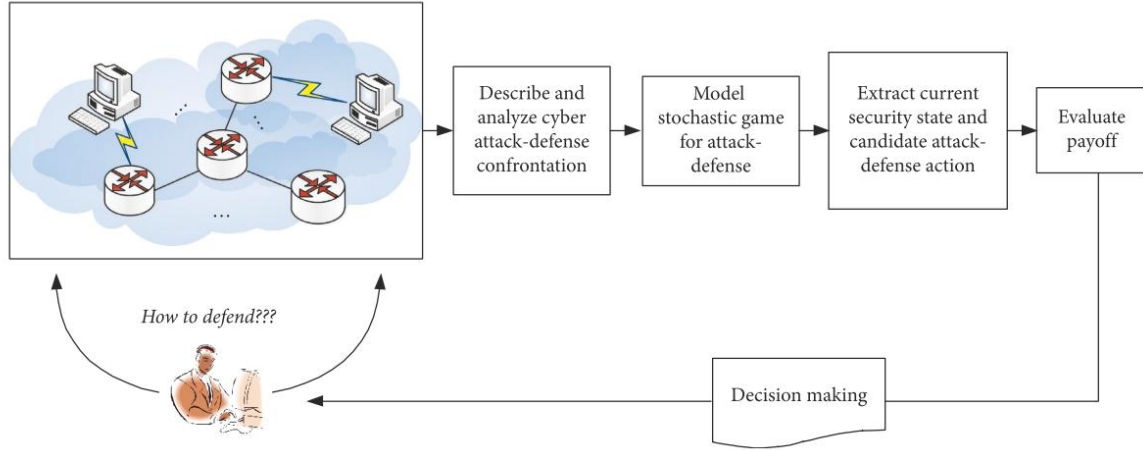 Describe and
analyze cyber
attack-defense
confrontation
Model
stochastic game
for attack-
defense
Extract current
security state and
candidate attack-
defense action
Evaluate
payoff
...
...
How to defend???
Decision making